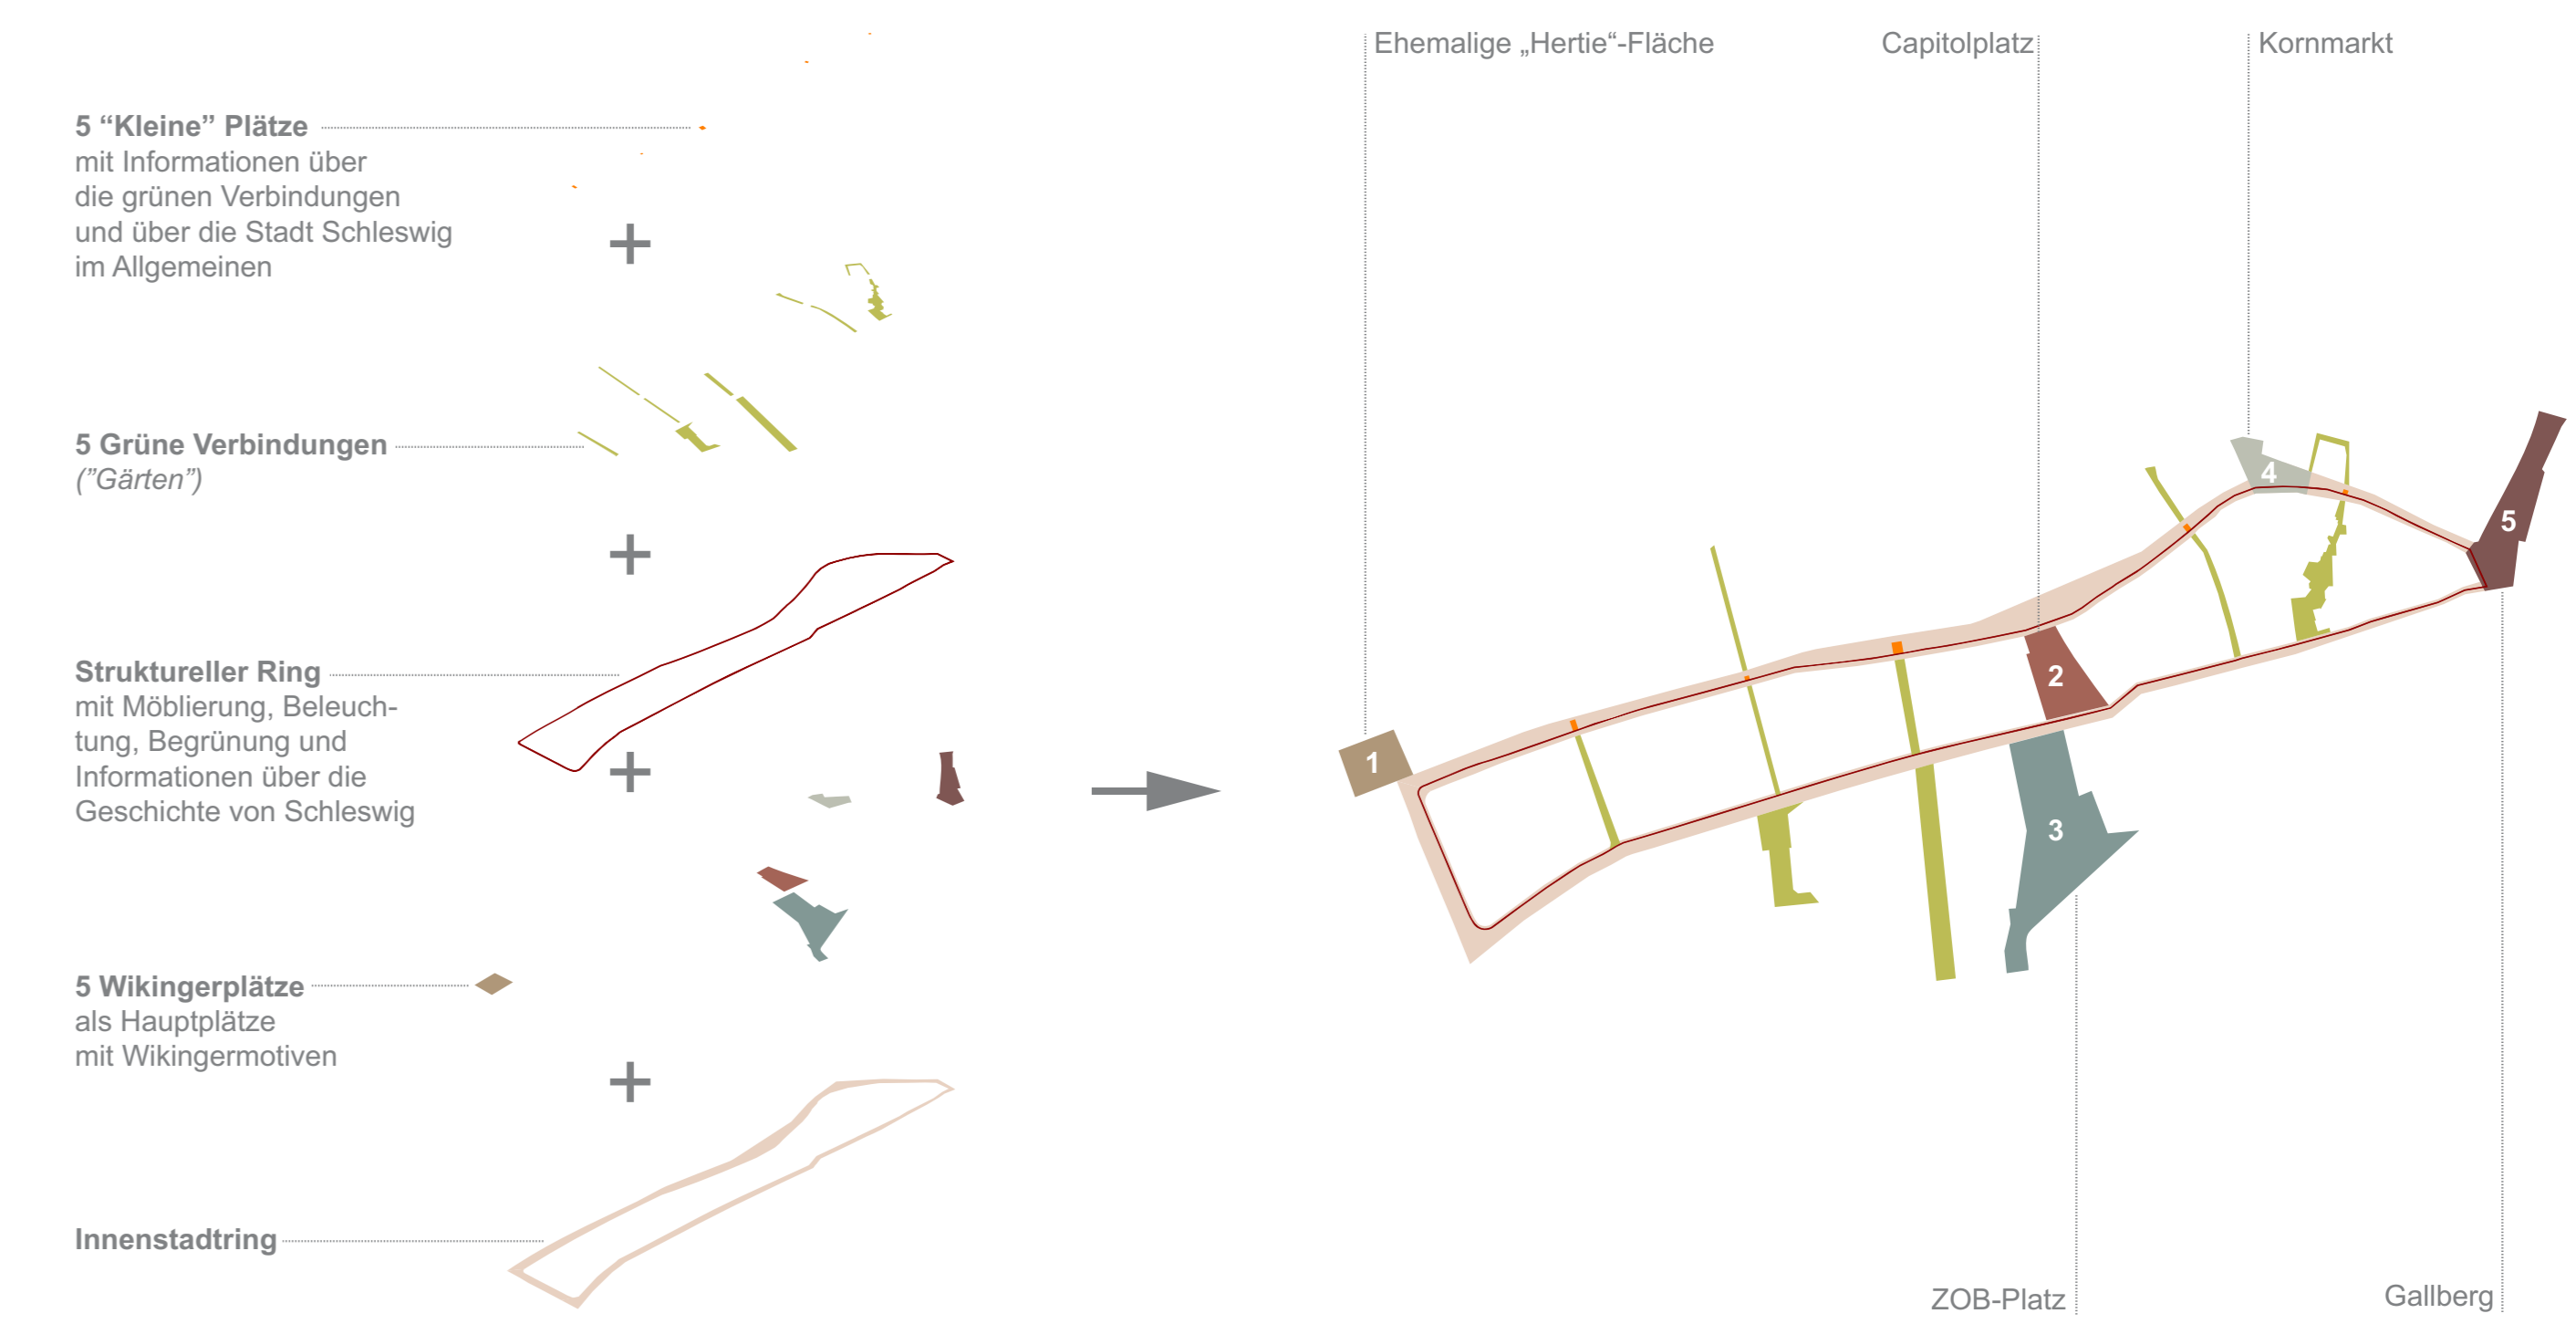 5 “Kleine” Plätze
mit Informationen über
die grünen Verbindungen
und über die Stadt Schleswig
im Allgemeinen
5 Grüne Verbindungen
(”Gärten”)
Struktureller Ring
mit Möblierung, Beleuch-
tung, Begrünung und
Informationen über die
Geschichte von Schleswig
5 Wikingerplätze
als Hauptplätze
mit Wikingermotiven
Innenstadtring
Ehemalige „Hertie“-Fläche
Capitolplatz
Kornmarkt
4
5
2
1
3
ZOB-Platz
Gallberg